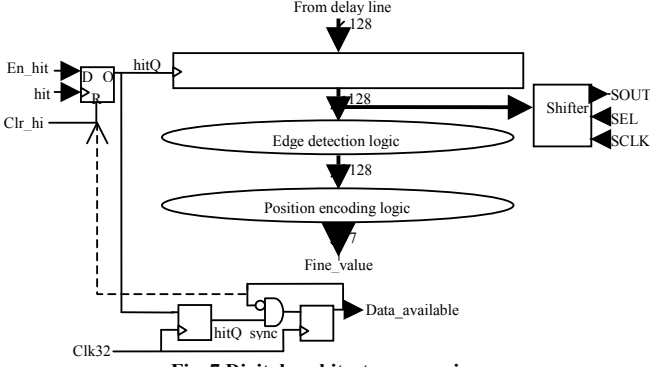 From delay line
128
En_hit
D O
hitQ
hit
R
Clr_hi
128
Shifter
SOUT
SEL
SCLK
Edge detection logic
128
Position encoding logic
7
Fine_value
Data_available
hitQ sync
Clk32